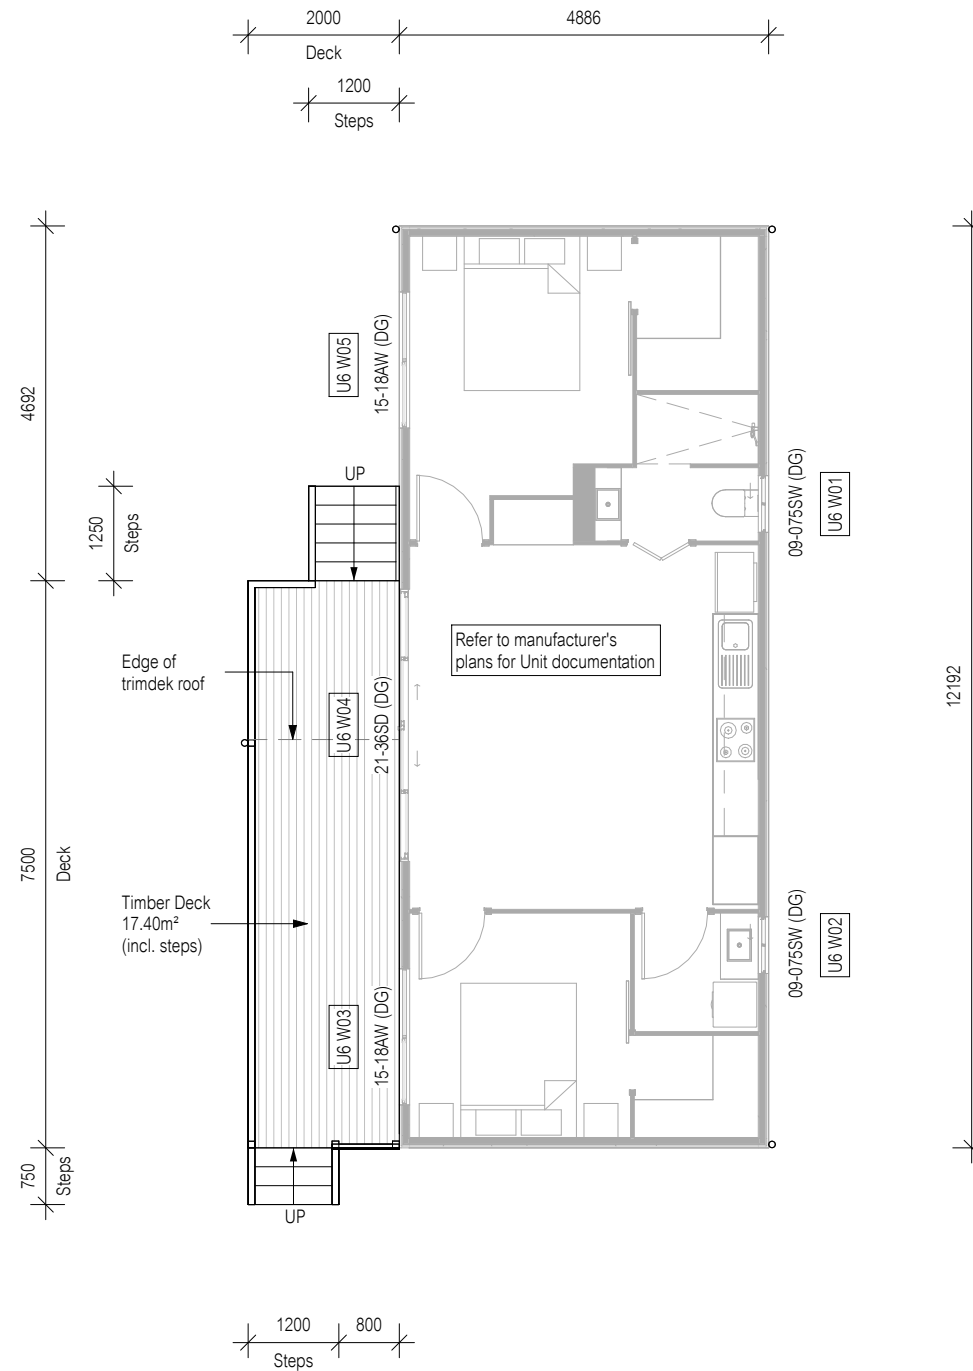 2000
4886
Deck
1200
Steps
4692
U6 W05
15-18AW (DG)
UP
1250
Steps
09-075SW (DG)
U6 W01
Refer to manufacturer's
plans for Unit documentation
Edge of
trimdek roof
U6 W04
21-36SD (DG)
12192
7500
Deck
Timber Deck
17.40m²
(incl. steps)
09-075SW (DG)
U6 W02
U6 W03
15-18AW (DG)
750
Steps
UP
1200
800
Steps